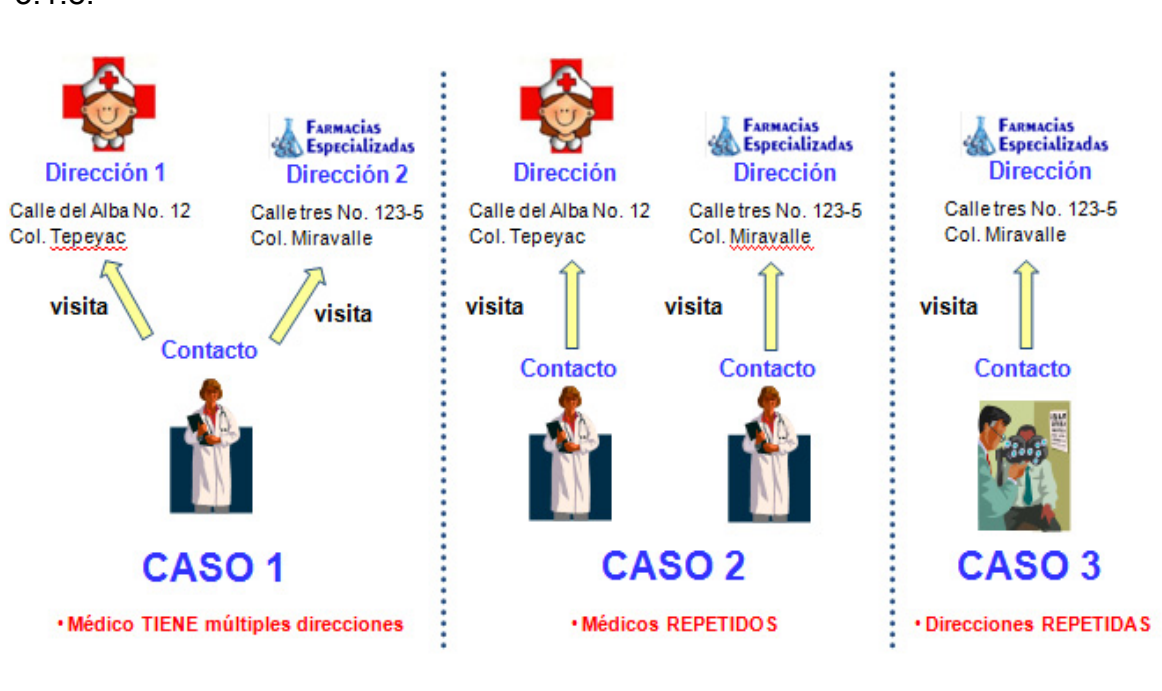 Dirección 1
Calle del Alba No. 12
Col. Tepeyac
FARMACIAS
ESPECIALIZADAS
Dirección 2
Calle tres No. 123-5
Col. Miravalle
visita
visita
Contacto
CASO 1
• Médico TIENE múltiples direcciones
Dirección
Calle del Alba No. 12
Col. Tepeyac
FARMACIAS
ESPECIALIZADAS
Dirección
Calle tres No. 123-5
Col. Miravalle
visita
visita
Contacto
Contacto
CASO 2
• Médicos REPETIDOS
FARMACIAS
ESPECIALIZADAS
Dirección
Calle tres No. 123-5
Col. Miravalle
visita
Contacto
CASO 3
• Direcciones REPETIDAS